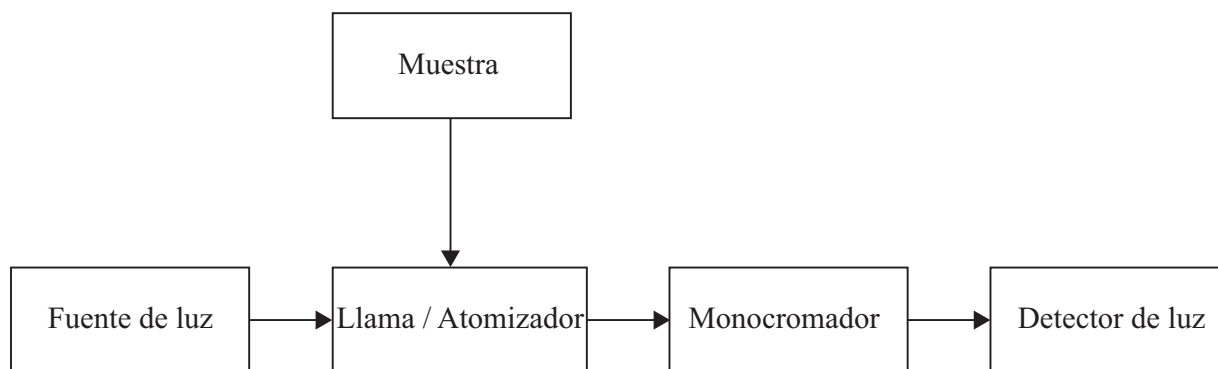 Muestra
Fuente de luz
Llama / Atomizador
Monocromador
Detector de luz